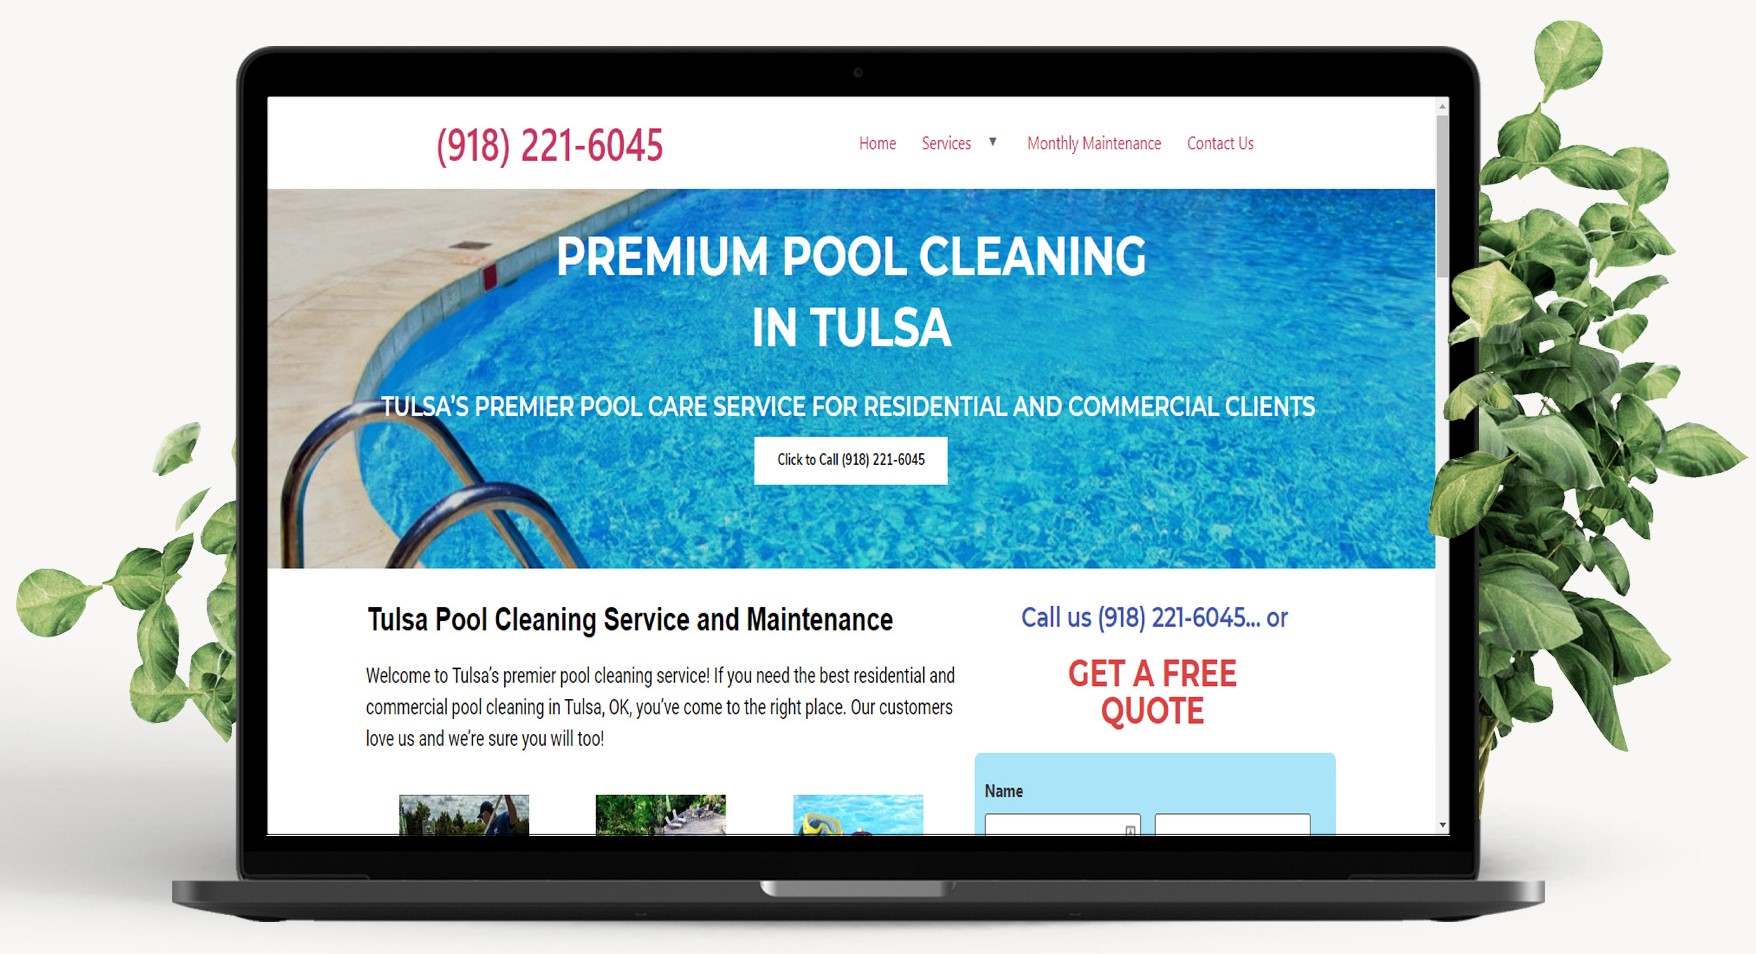 (918) 221-6045
Home Services ▼ Monthly Maintenance Contact Us
PREMIUM POOL CLEANING
IN TULSA
TULSA’S PREMIER POOL CARE SERVICE FOR RESIDENTIAL AND COMMERCIAL CLIENTS
Click to Call (918) 221-6045
Tulsa Pool Cleaning Service and Maintenance
Welcome to Tulsa’s premier pool cleaning service! If you need the best residential and
commercial pool cleaning in Tulsa, OK, you’ve come to the right place. Our customers
love us and we’re sure you will too!
Call us (918) 221-6045... or
GET A FREE
QUOTE
Name